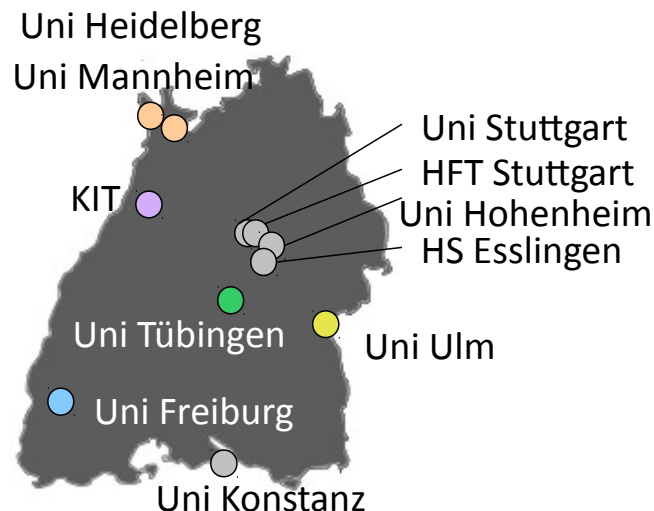 Uni Heidelberg
Uni Mannheim
Uni Stuttgart
HFT Stuttgart
KIT
Uni Hohenheim
HS Esslingen
Uni Tübingen
Uni Ulm
Uni Freiburg
Uni Konstanz